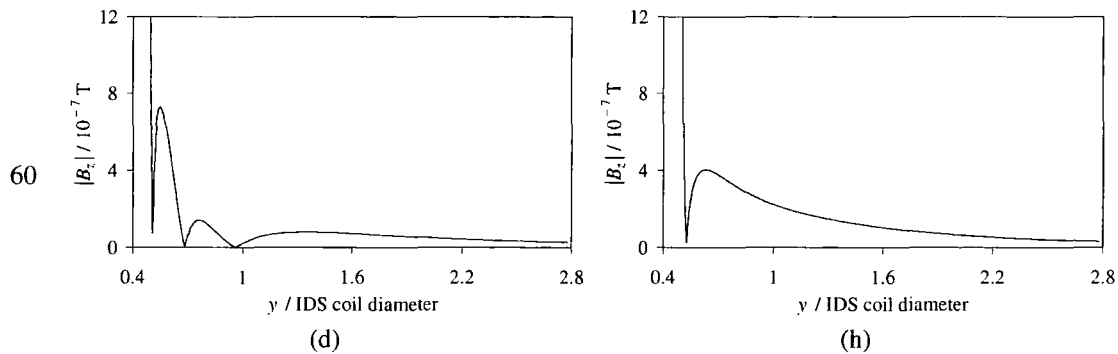 60
|B_z| / 10^-7 T
12
8
4
0
0.4 1 1.6 2.2 2.8
y / IDS coil diameter
(d)
|B_z| / 10^-7 T
12
8
4
0
0.4 1 1.6 2.2 2.8
y / IDS coil diameter
(h)